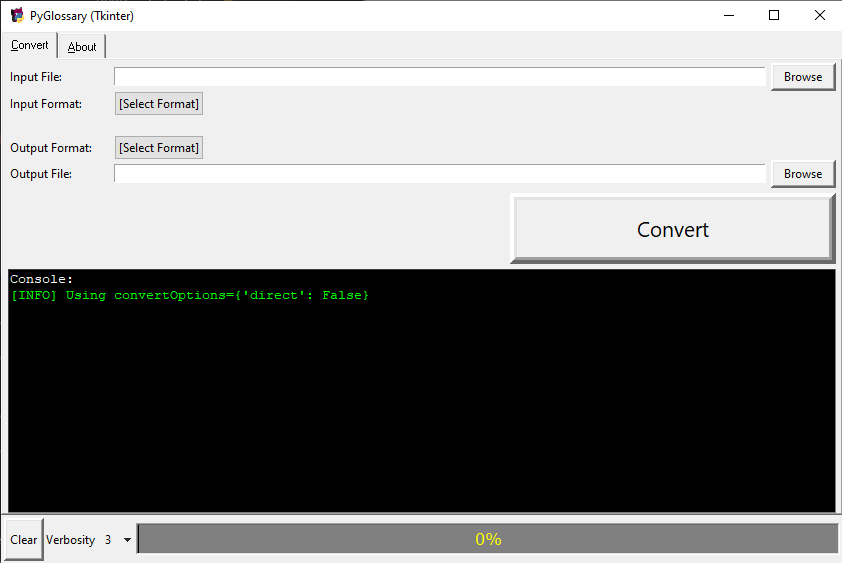 PyGlossary (Tkinter)
Convert About
Input File: Browse
Input Format: [Select Format]
Output Format: [Select Format]
Output File: Browse
Convert
Console:
[INFO] Using convertOptions={'direct': False}
Clear Verbosity 3 0%